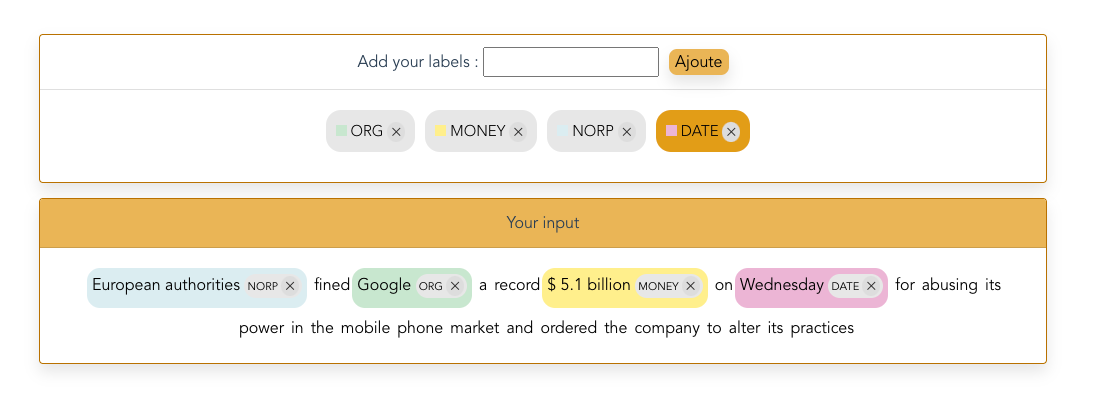 Add your labels : Ajoute
ORG × MONEY × NORP × DATE ×
Your input
European authorities NORP × fined Google ORG × a record $ 5.1 billion MONEY × on Wednesday DATE × for abusing its
power in the mobile phone market and ordered the company to alter its practices